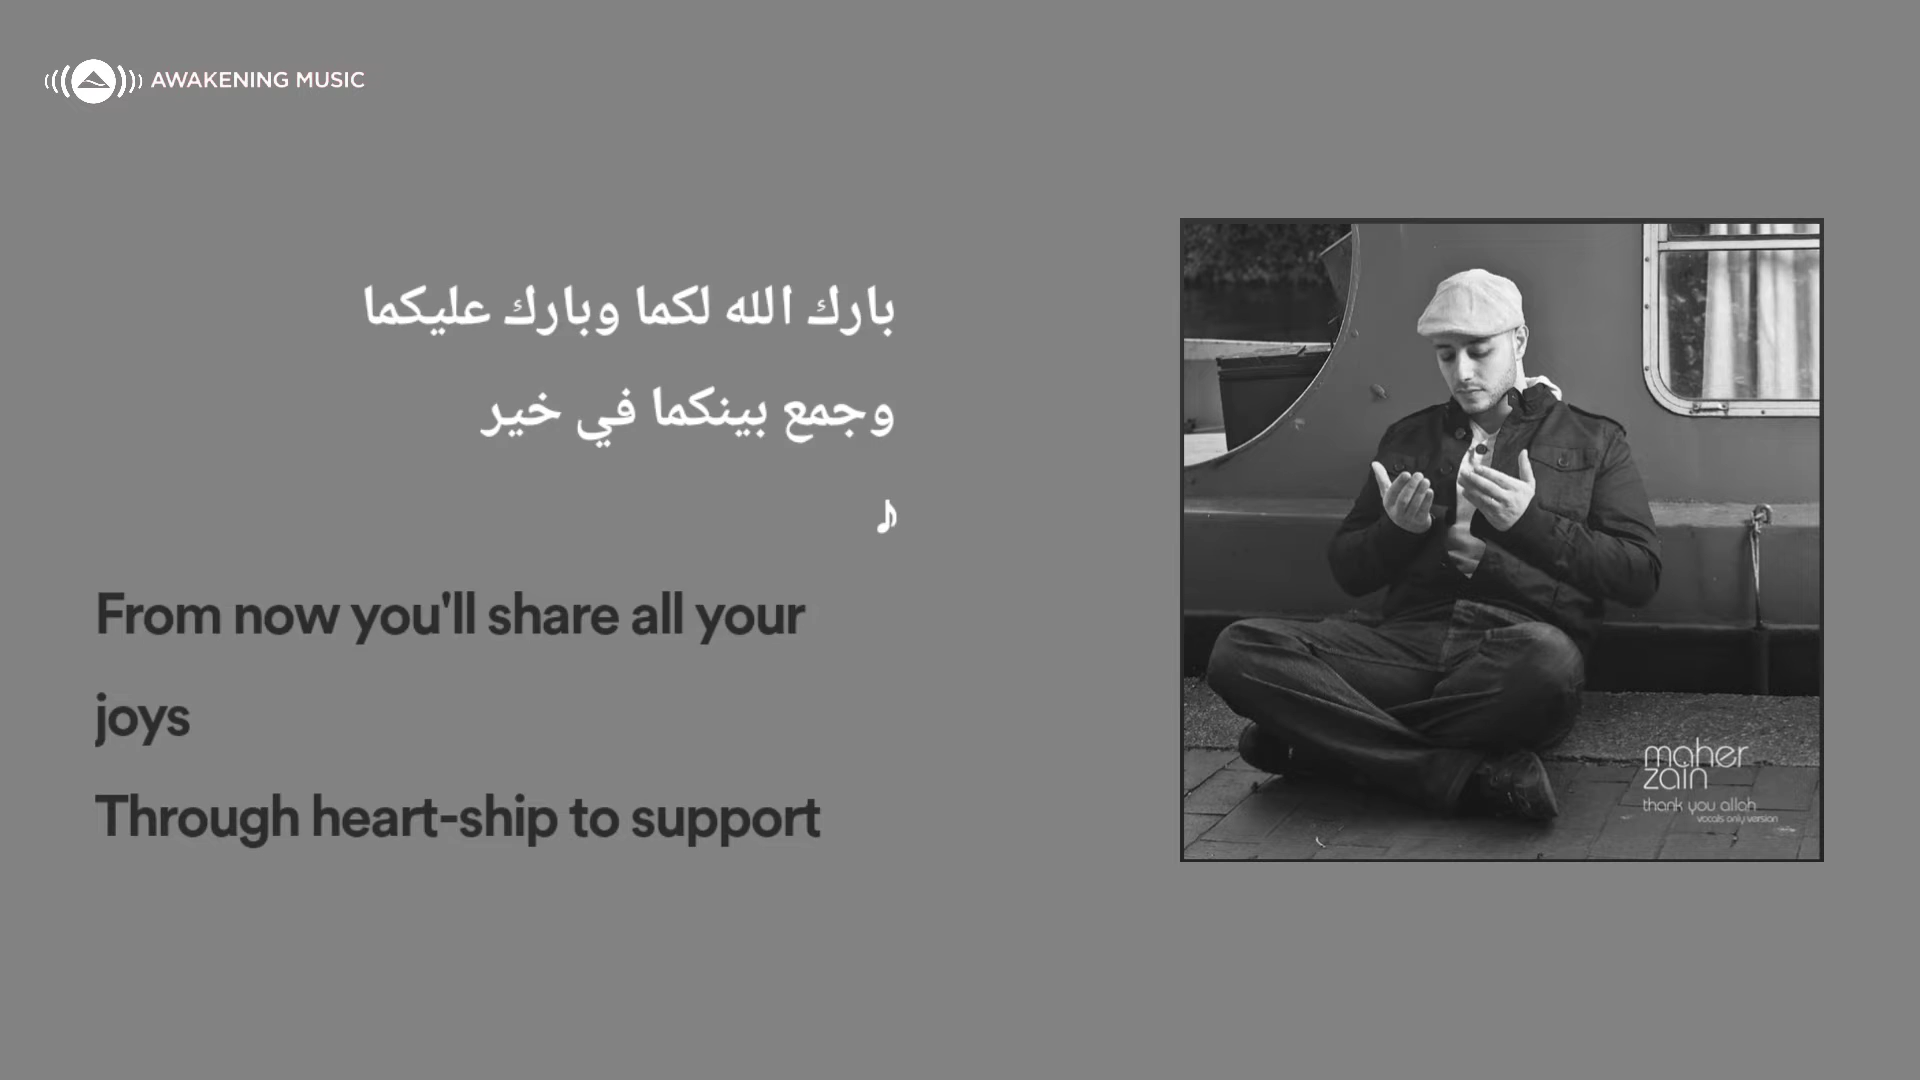 AWAKENING MUSIC
بارك الله لكما وبارك عليكما
وجمع بينكما في خير
♪
From now you'll share all your
joys
Through heart-ship to support
maher
zain
thank you allah
vocals only version